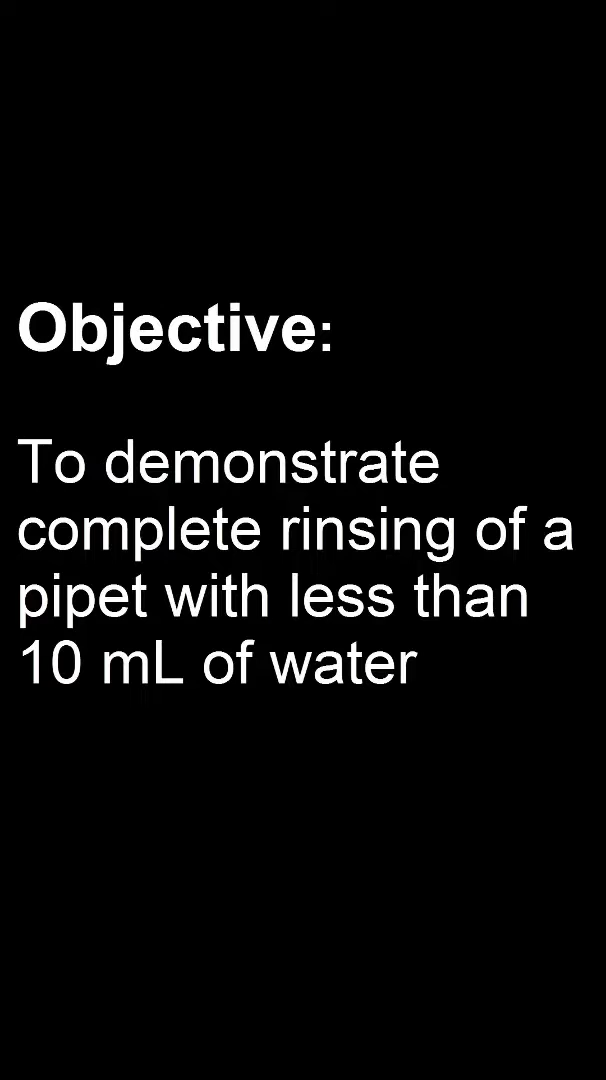 Objective:
To demonstrate
complete rinsing of a
pipet with less than
10 mL of water